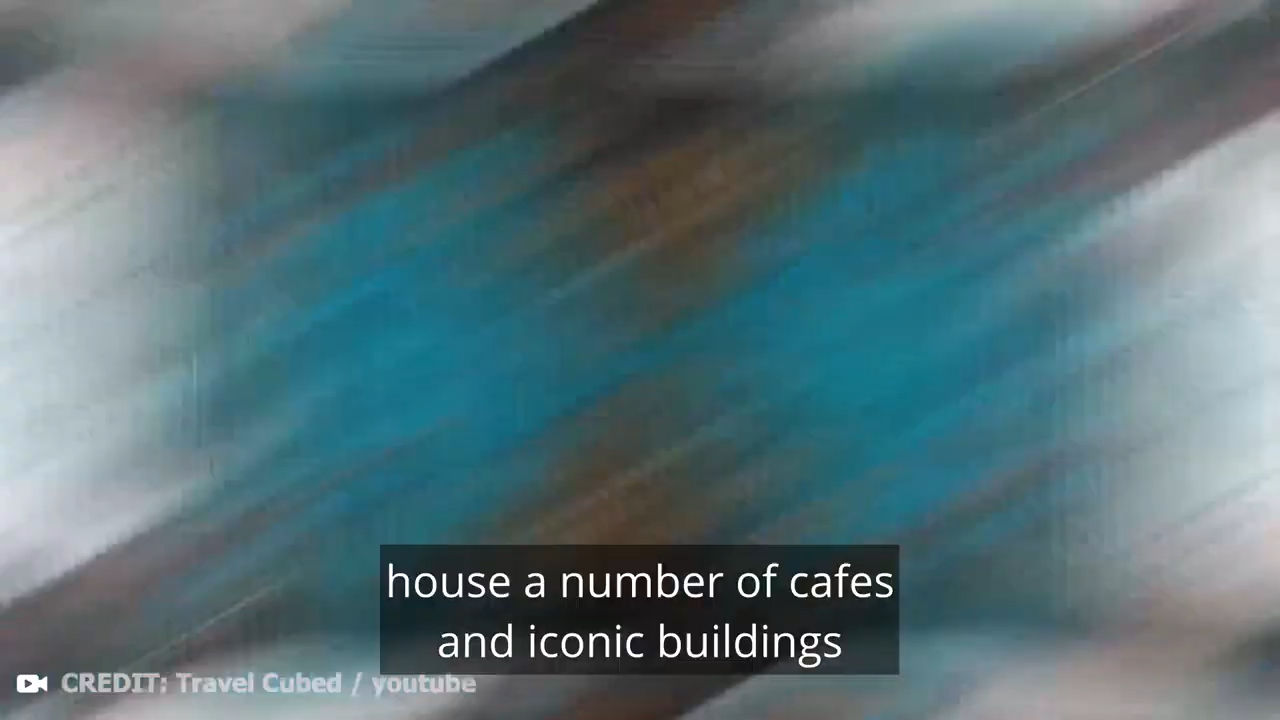 house a number of cafes
and iconic buildings
CREDIT: Travel Cubed / youtube